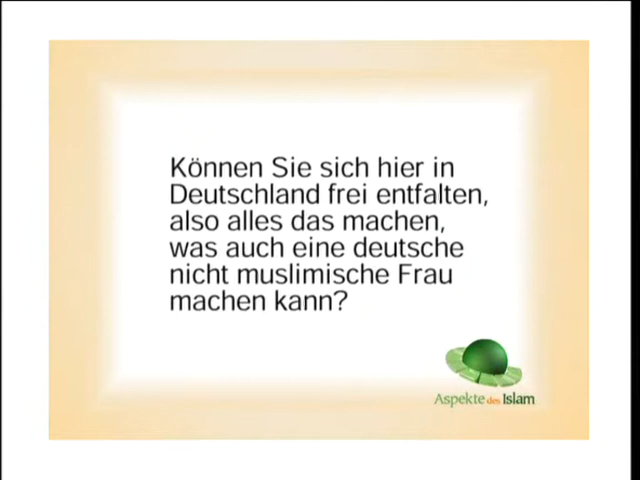 Können Sie sich hier in
Deutschland frei entfalten,
also alles das machen,
was auch eine deutsche
nicht muslimische Frau
machen kann?
Aspekte des Islam